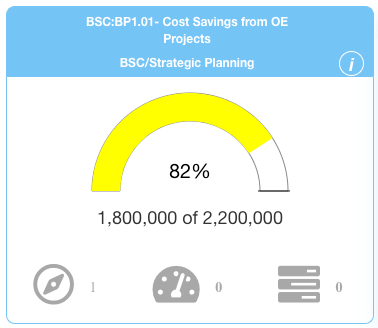 BSC:BP1.01- Cost Savings from OE
Projects
BSC/Strategic Planning
i
82%
1,800,000 of 2,200,000
I 0 0